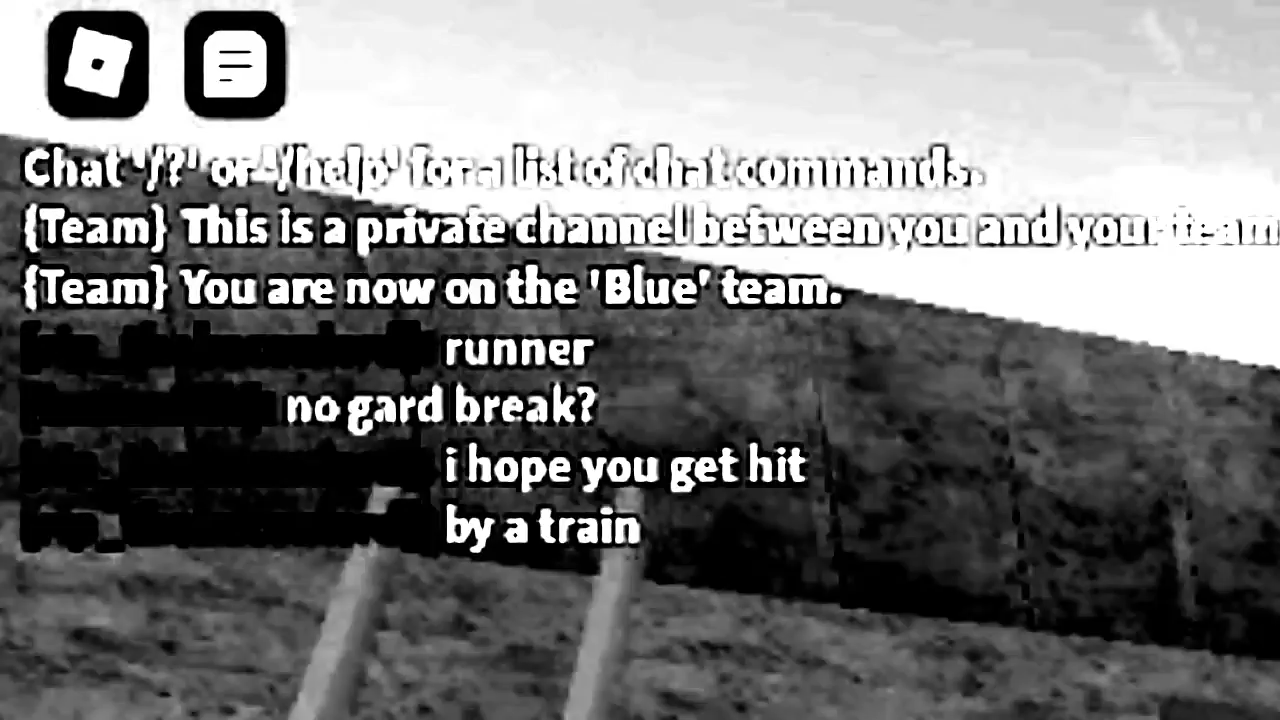 Chat '/?' or '/help' for a list of chat commands.
{Team} This is a private channel between you and your team
{Team} You are now on the 'Blue' team.
runner
no gard break?
i hope you get hit
by a train